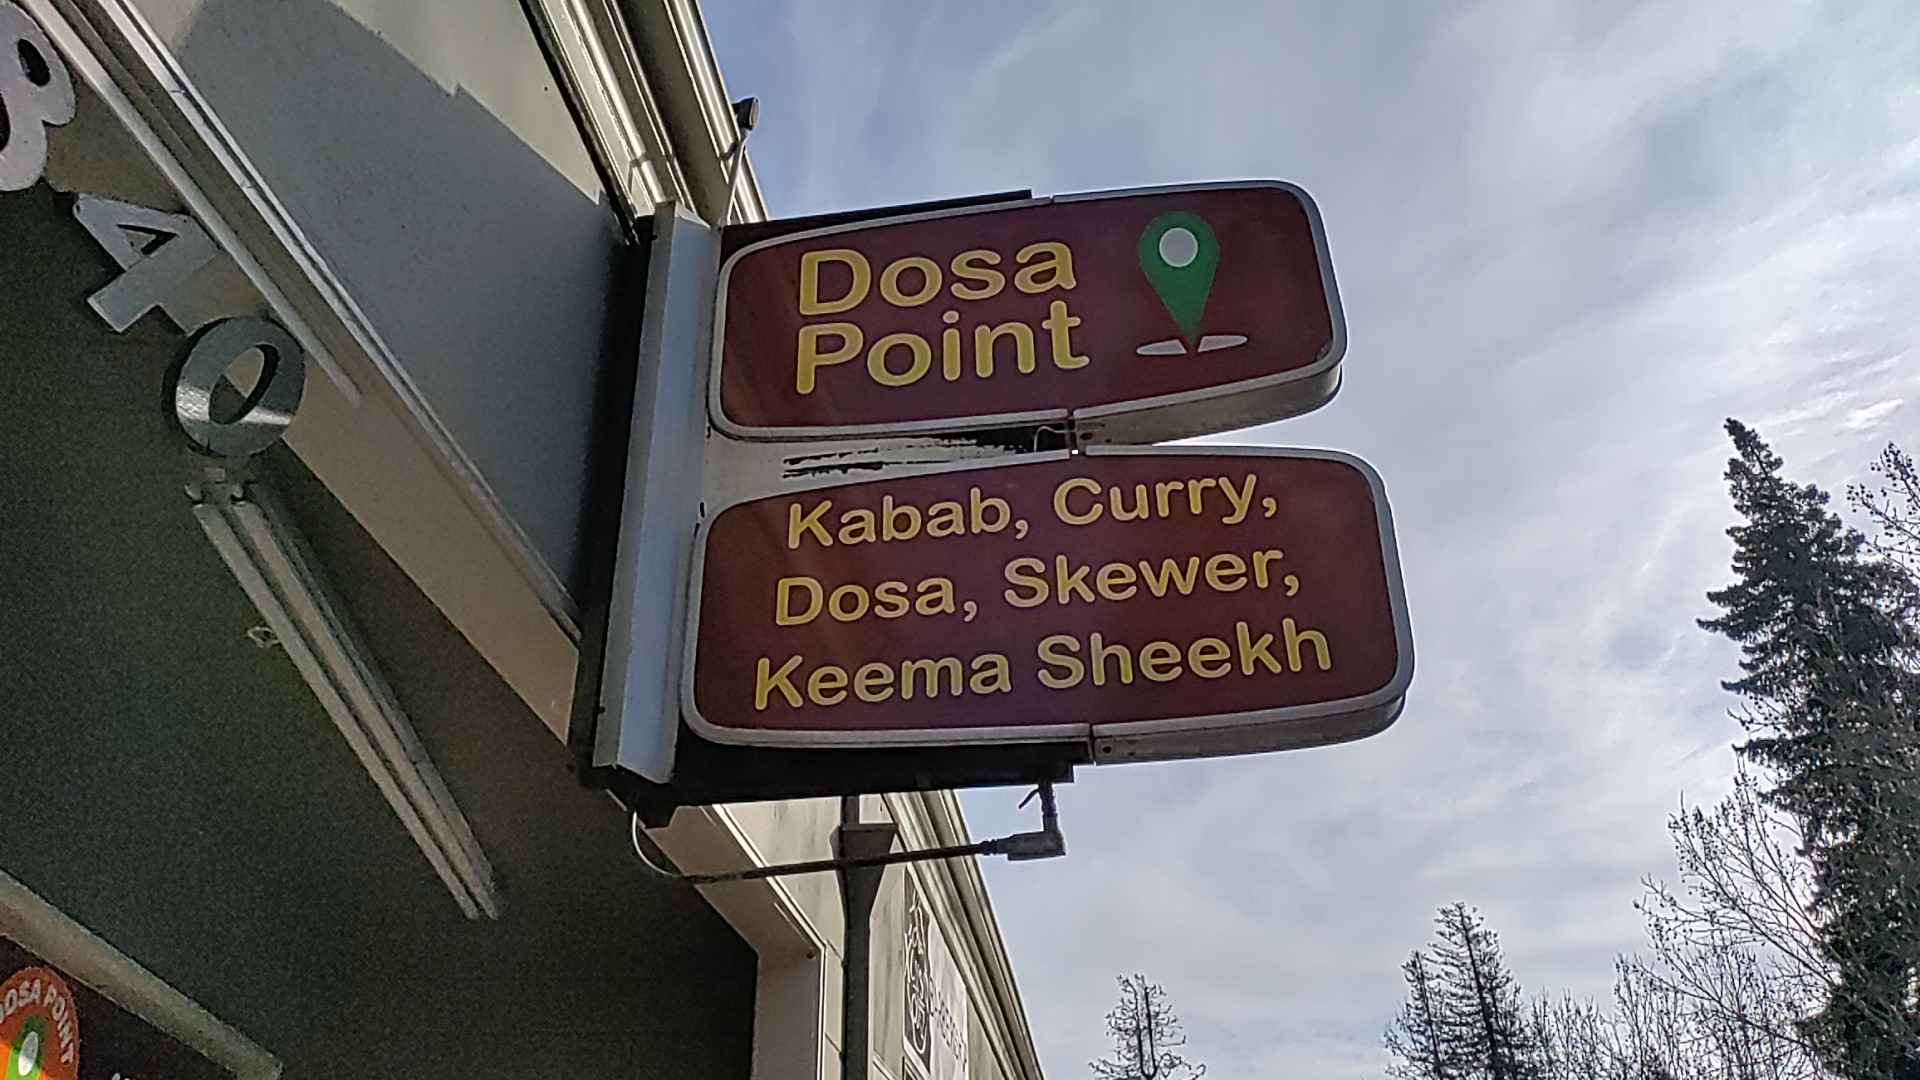 840
Dosa
Point
Kabab, Curry,
Dosa, Skewer,
Keema Sheekh
DOSA POINT